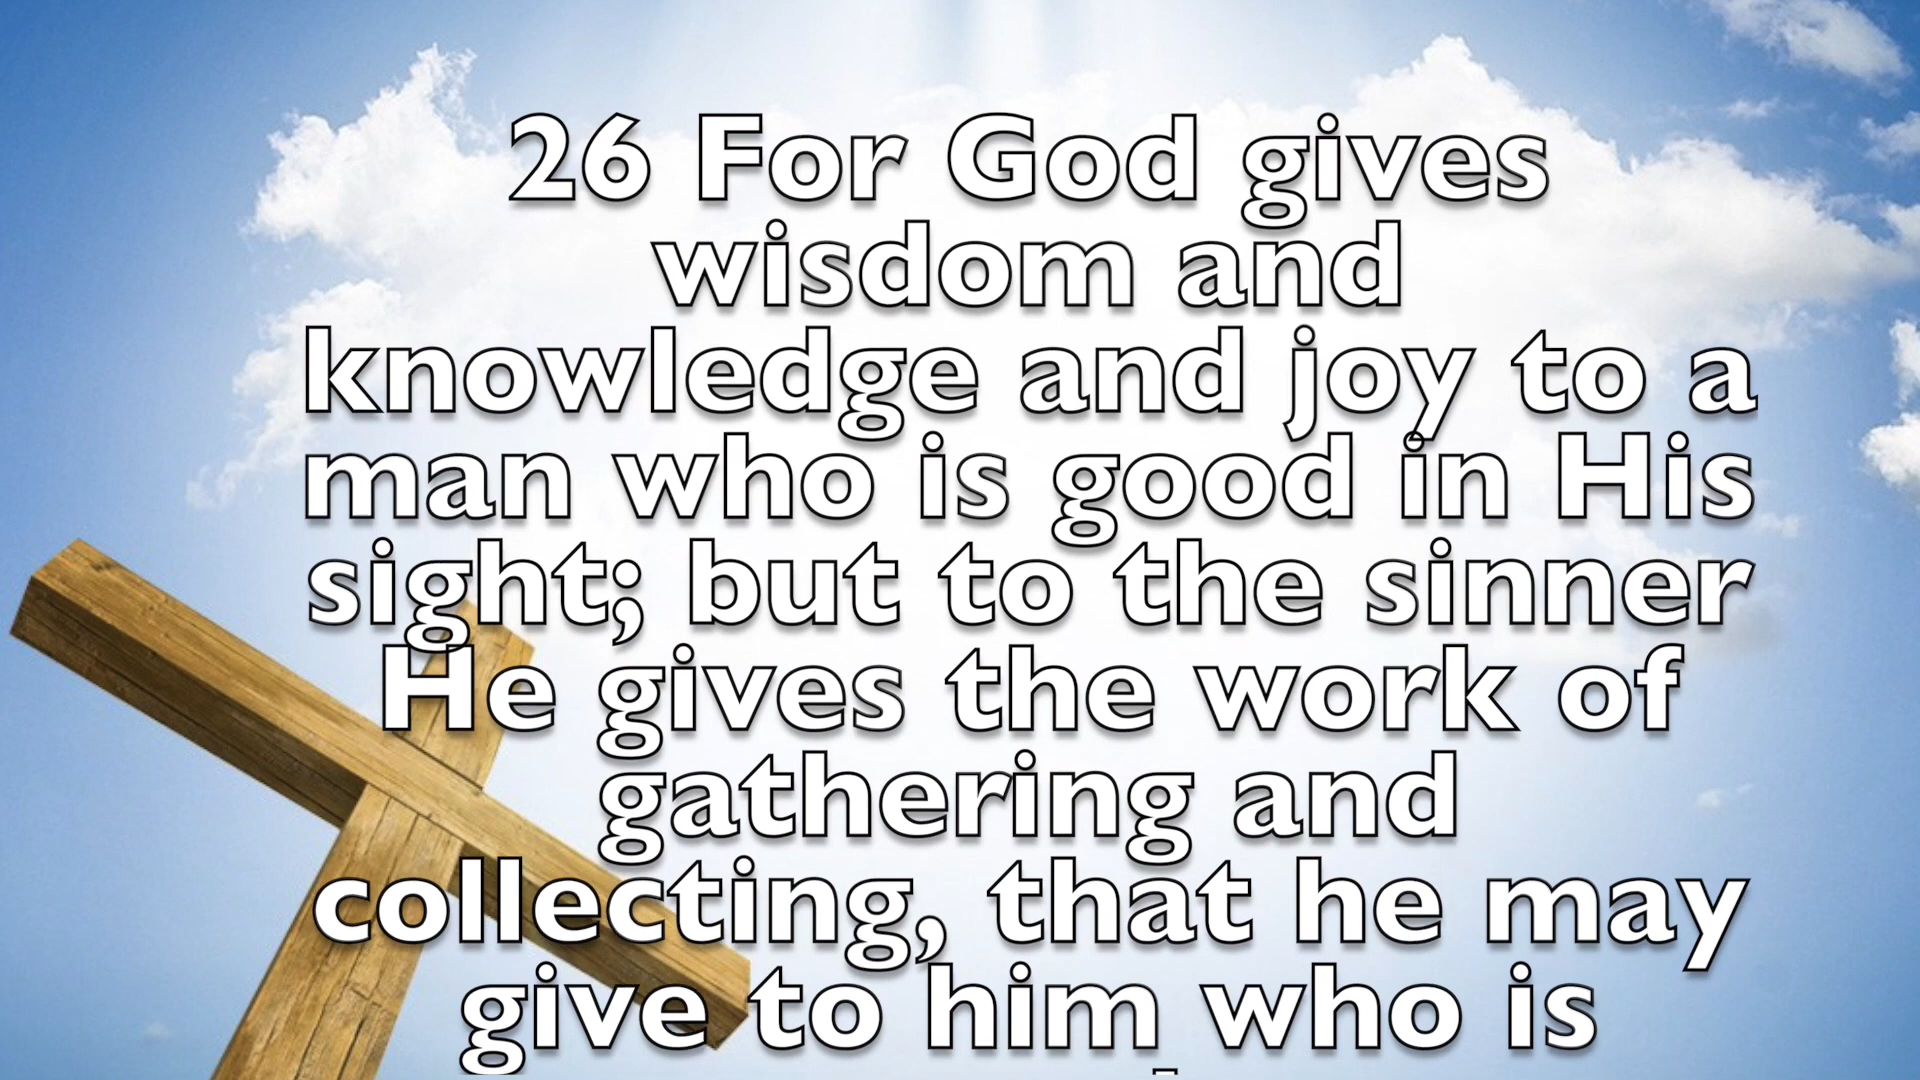 26 For God gives
wisdom and
knowledge and joy to a
man who is good in His
sight; but to the sinner
He gives the work of
gathering and
collecting, that he may
give to him who is